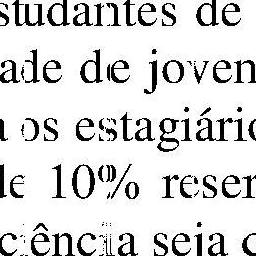 studantes de
ade de joven
a os estagiário
de 10% reser
ciência seja c